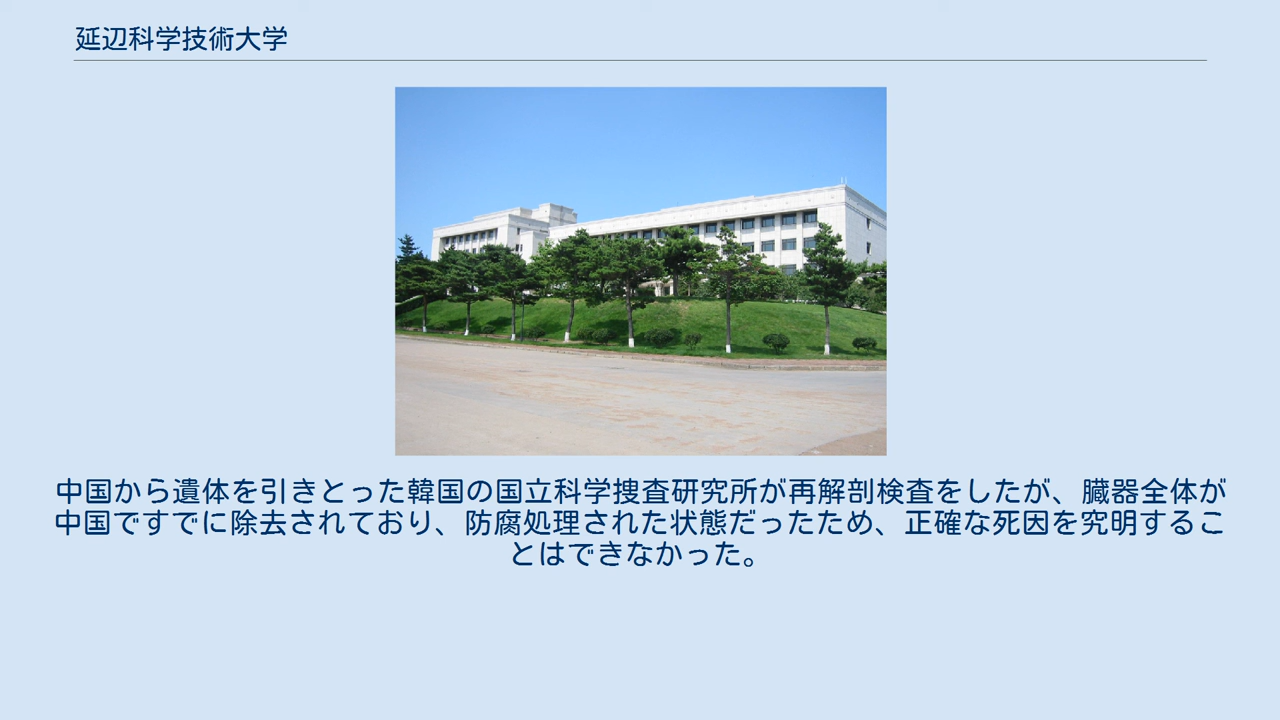 延辺科学技術大学
中国から遺体を引きとった韓国の国立科学捜査研究所が再解剖検査をしたが、臓器全体が
中国ですでに除去されており、防腐処理された状態だったため、正確な死因を究明するこ
とはできなかった。